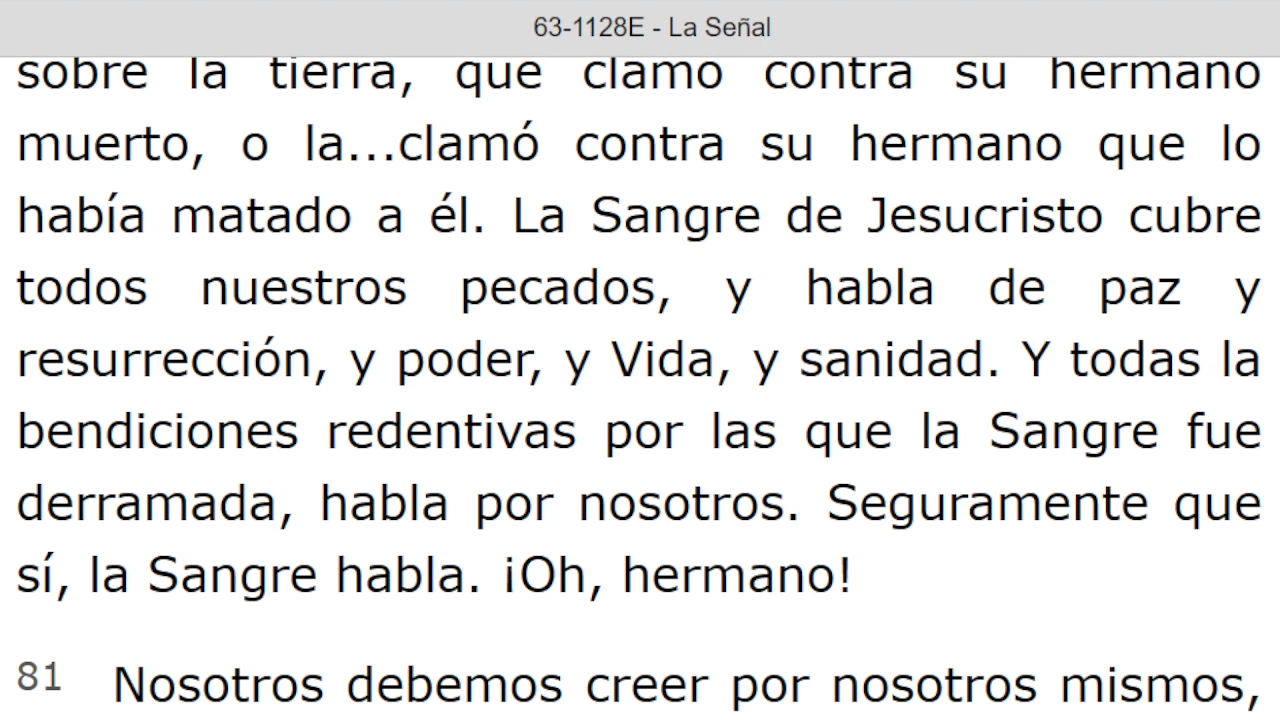 63-1128E - La Señal
sobre la tierra, que clamó contra su hermano
muerto, o la...clamó contra su hermano que lo
había matado a él. La Sangre de Jesucristo cubre
todos nuestros pecados, y habla de paz y
resurrección, y poder, y Vida, y sanidad. Y todas la
bendiciones redentivas por las que la Sangre fue
derramada, habla por nosotros. Seguramente que
sí, la Sangre habla. ¡Oh, hermano!
81 Nosotros debemos creer por nosotros mismos,